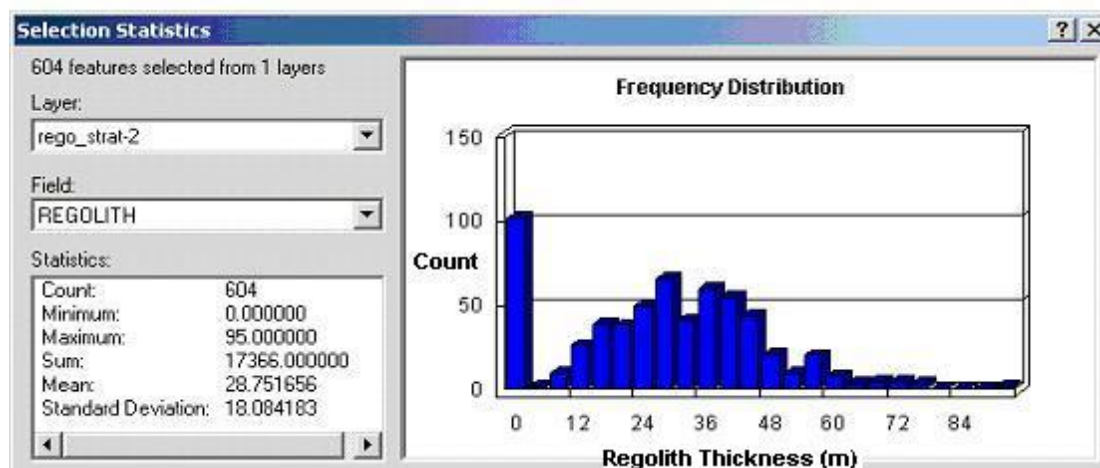 Selection Statistics
604 features selected from 1 layers
Layer:
rego_strat-2
Field:
REGOLITH
Statistics:
Count: 604
Minimum: 0.000000
Maximum: 95.000000
Sum: 17366.000000
Mean: 28.751656
Standard Deviation: 18.084183
Frequency Distribution
150
100
50
0
Count
0 12 24 36 48 60 72 84
Regolith Thickness (m)